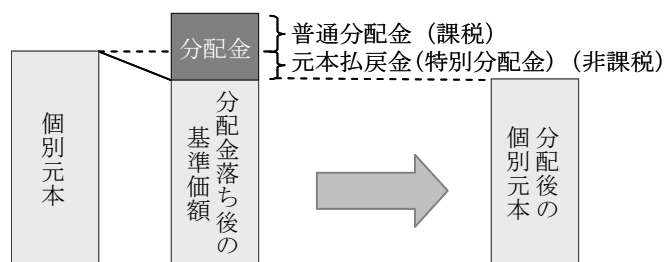 普通分配金（課税）
分配金
元本払戻金(特別分配金)（非課税）
個別元本
分配金落ち後の
基準価額
分配後の
個別元本